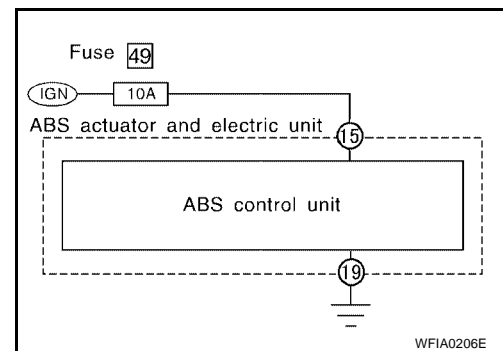 Fuse 49
IGN 10A
ABS actuator and electric unit 15
ABS control unit
19
WFIA0206E